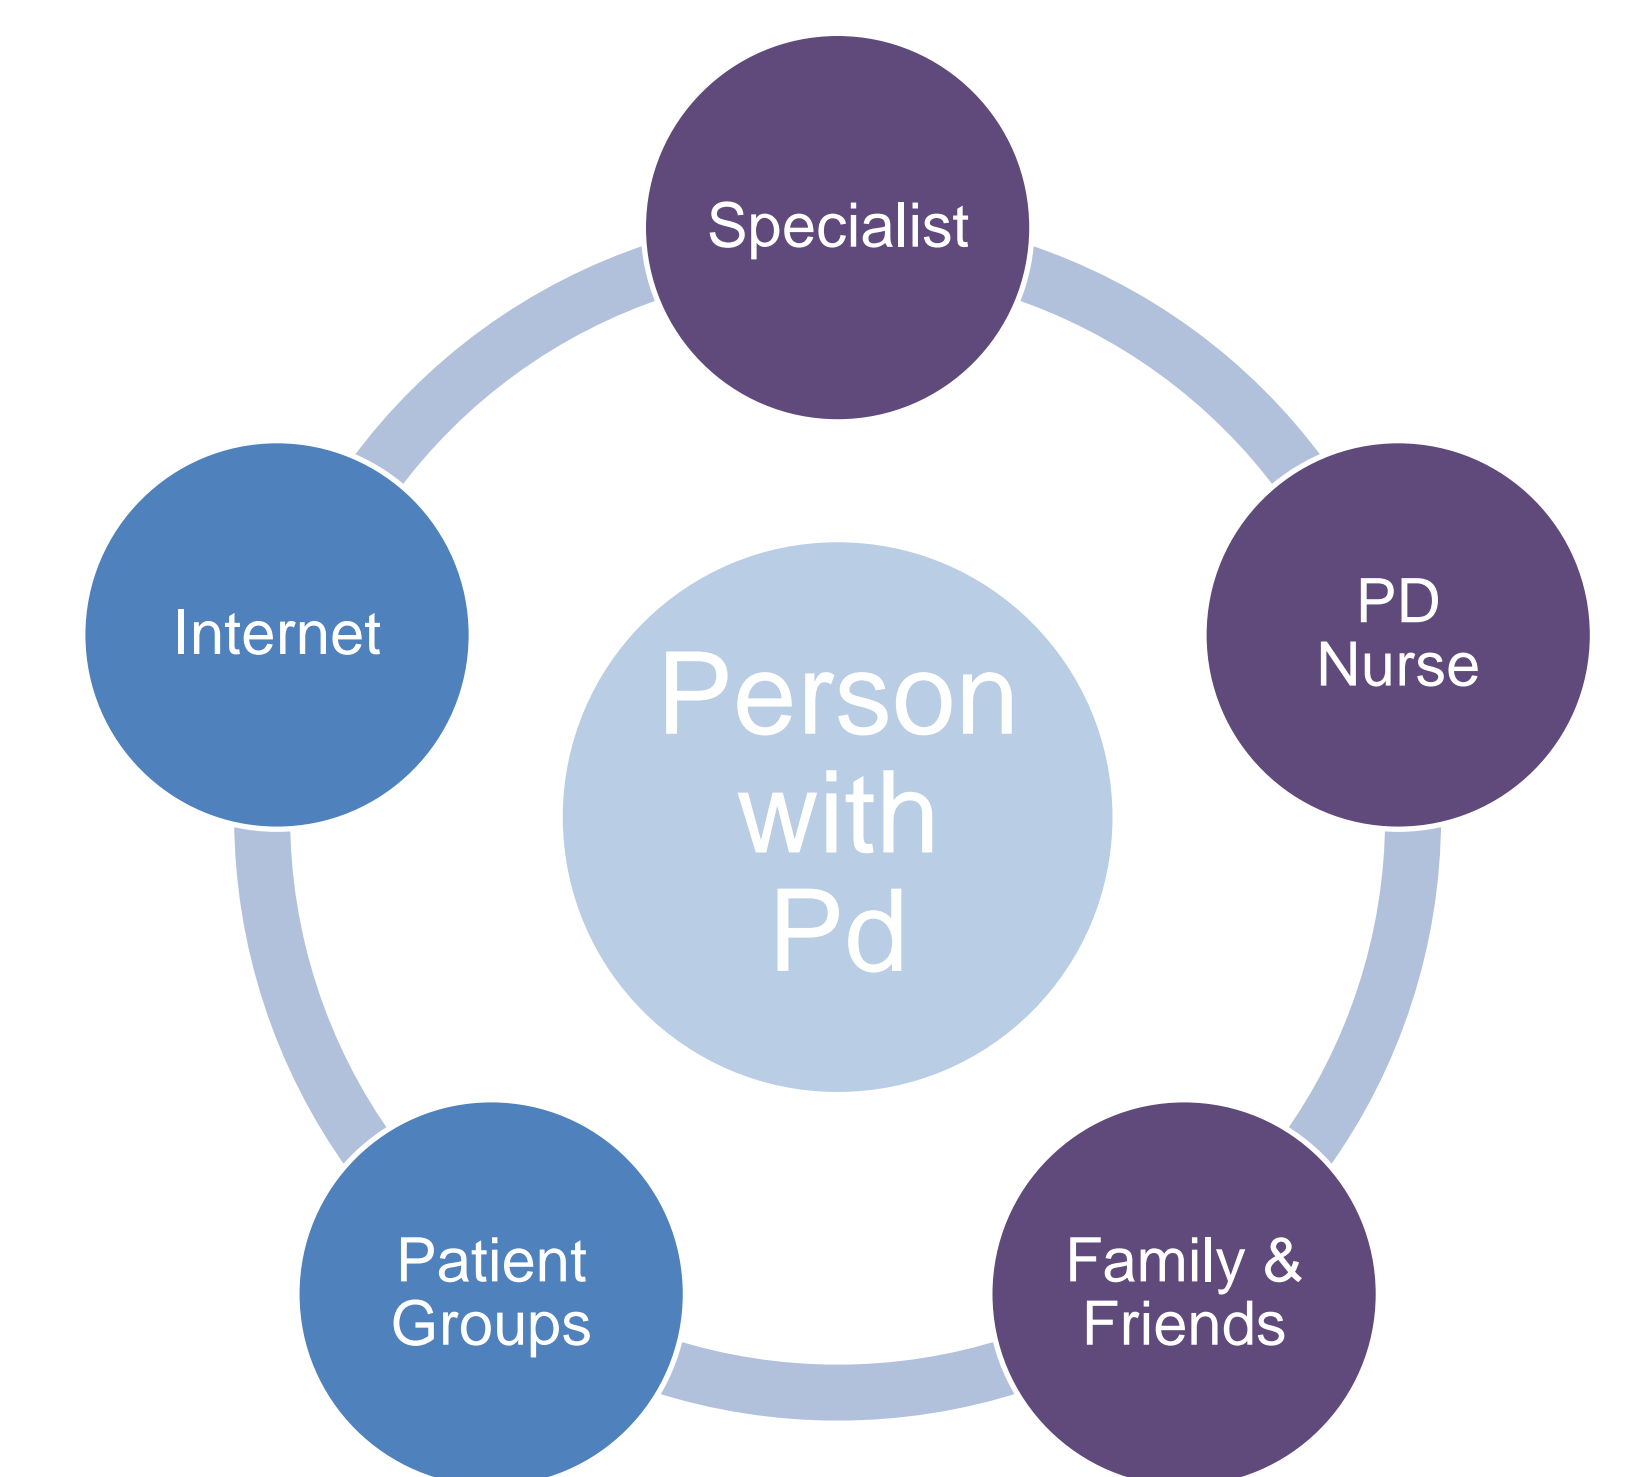 Specialist
PD
Nurse
Family &
Friends
Patient
Groups
Internet
Person
with
Pd